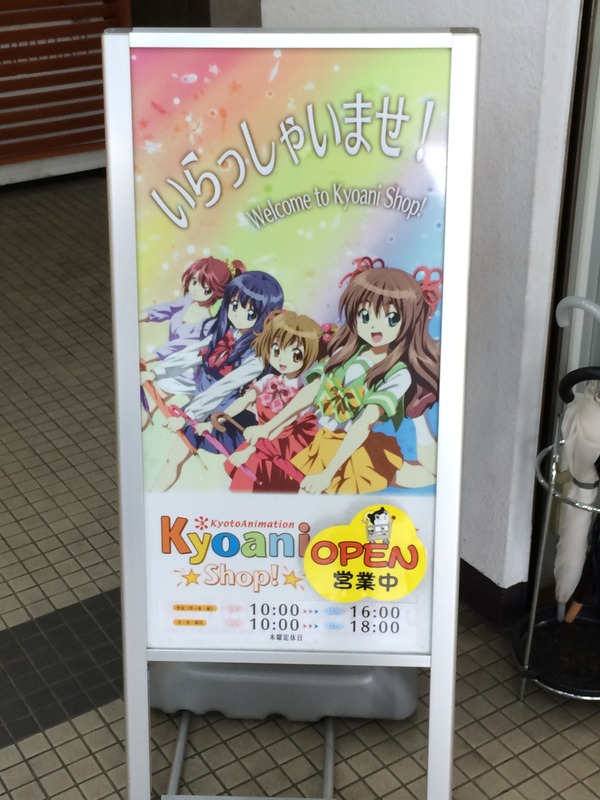 いらっしゃいませ！
Welcome to Kyoani Shop!
KyotoAnimation
Kyoani
Shop!
OPEN
営業中
10:00 16:00
10:00 18:00
木曜定休日